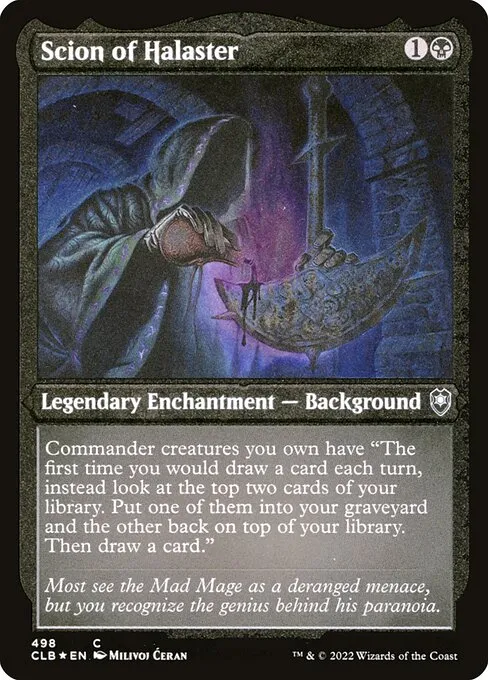 Scion of Halaster 1
Legendary Enchantment — Background
Commander creatures you own have “The
first time you would draw a card each turn,
instead look at the top two cards of your
library. Put one of them into your graveyard
and the other back on top of your library.
Then draw a card.”
Most see the Mad Mage as a deranged menace,
but you recognize the genius behind his paranoia.
498 C
CLB★EN Milivoj Ćeran ™ & © 2022 Wizards of the Coast